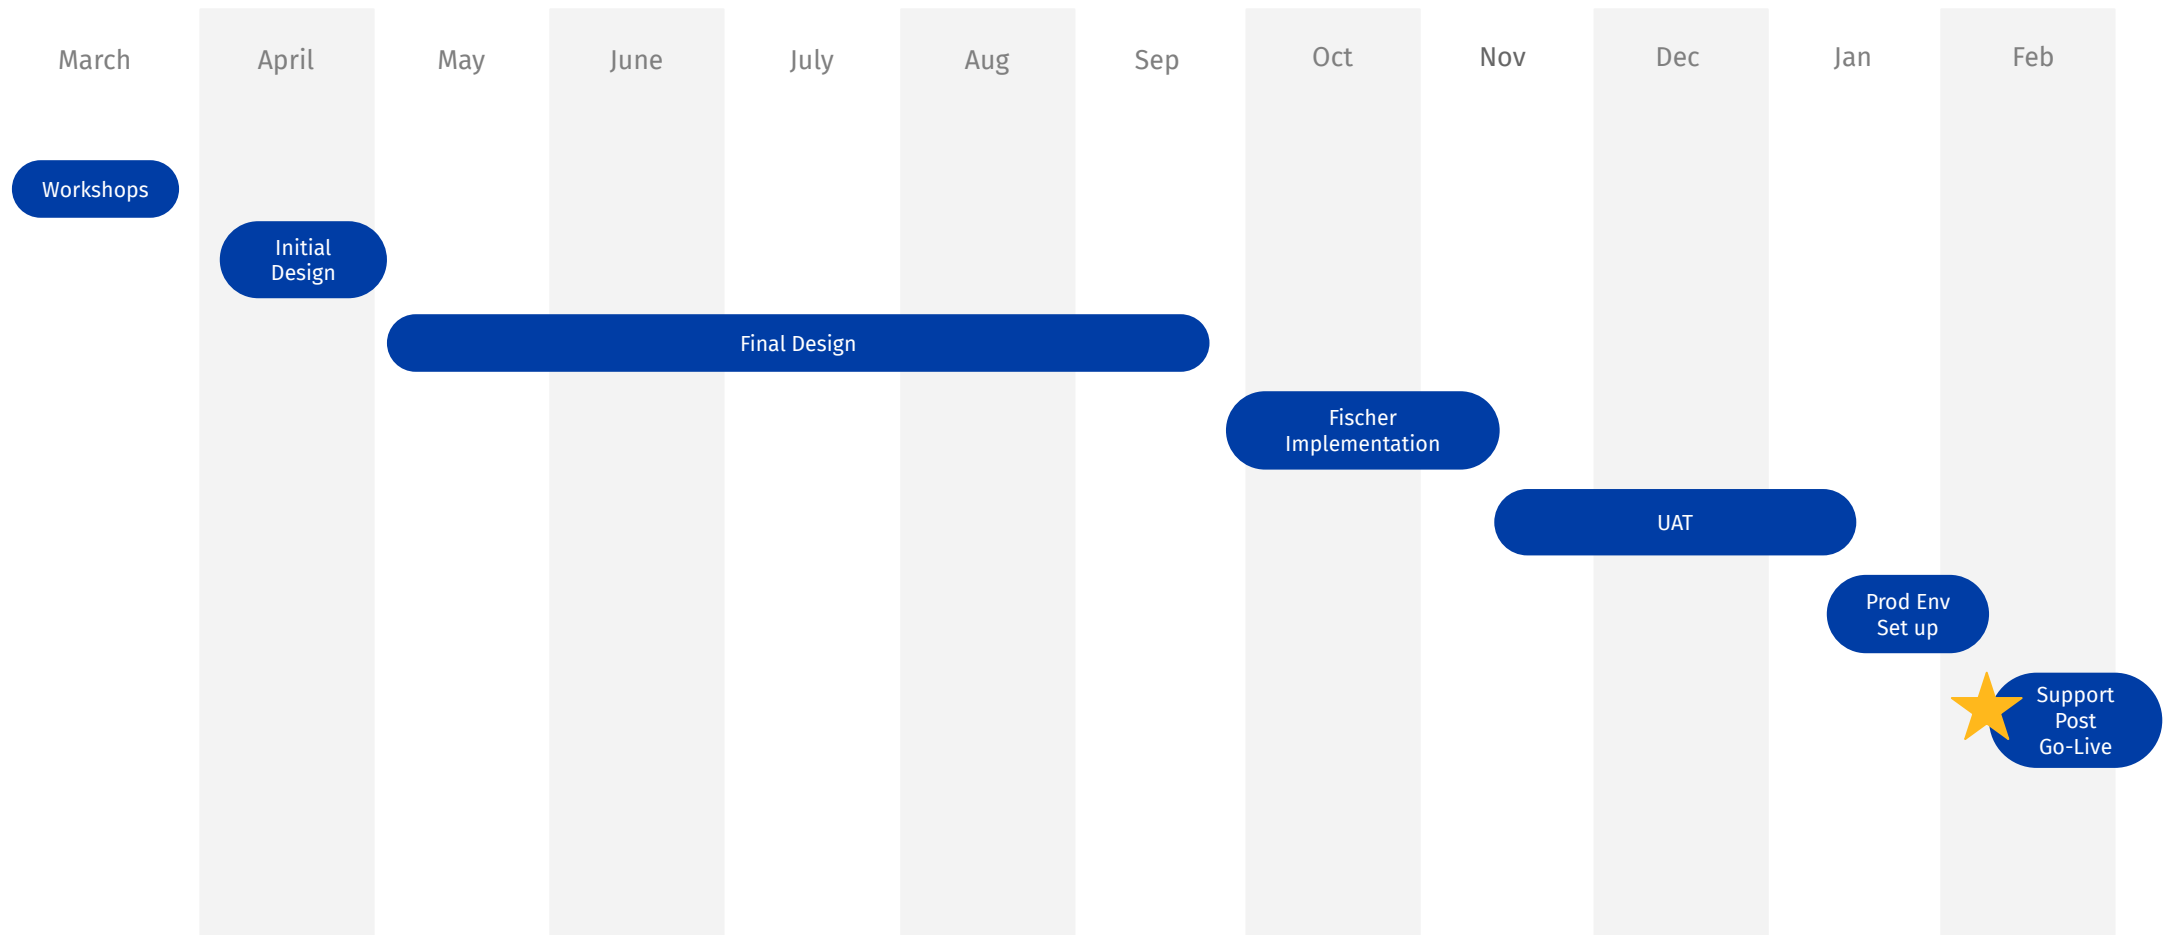 March
April
May
June
July
Aug
Sep
Oct
Nov
Dec
Jan
Feb
Workshops
Initial
Design
Final Design
Fischer
Implementation
UAT
Prod Env
Set up
Support
Post
Go-Live